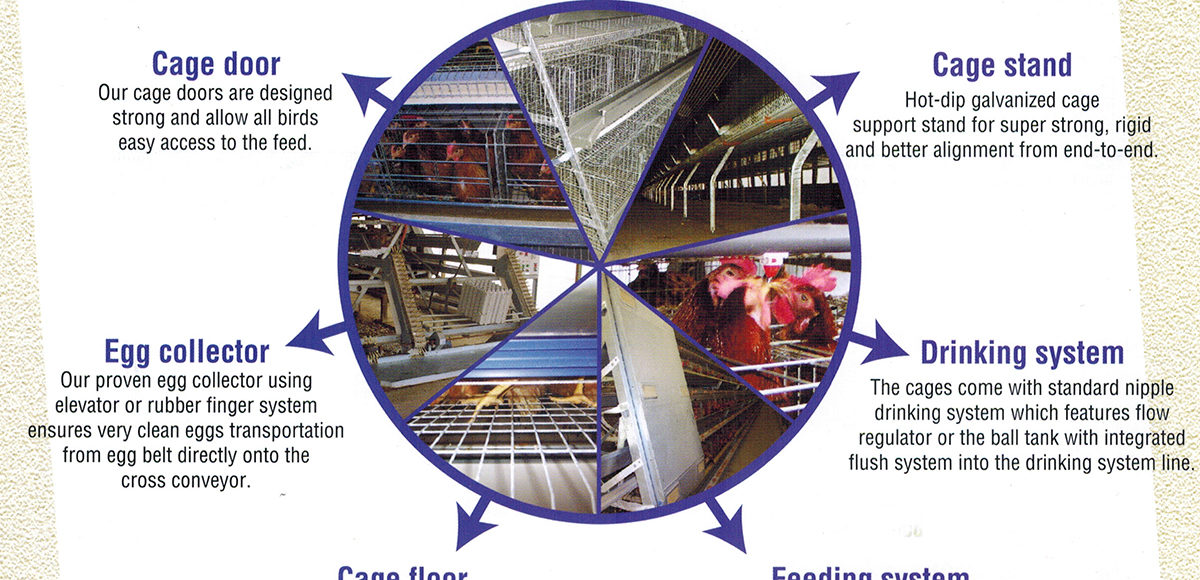 Cage door
Our cage doors are designed
strong and allow all birds
easy access to the feed.
Cage stand
Hot-dip galvanized cage
support stand for super strong, rigid
and better alignment from end-to-end.
Egg collector
Our proven egg collector using
elevator or rubber finger system
ensures very clean eggs transportation
from egg belt directly onto the
cross conveyor.
Drinking system
The cages come with standard nipple
drinking system which features flow
regulator or the ball tank with integrated
flush system into the drinking system line.
Cage floor
Feeding system